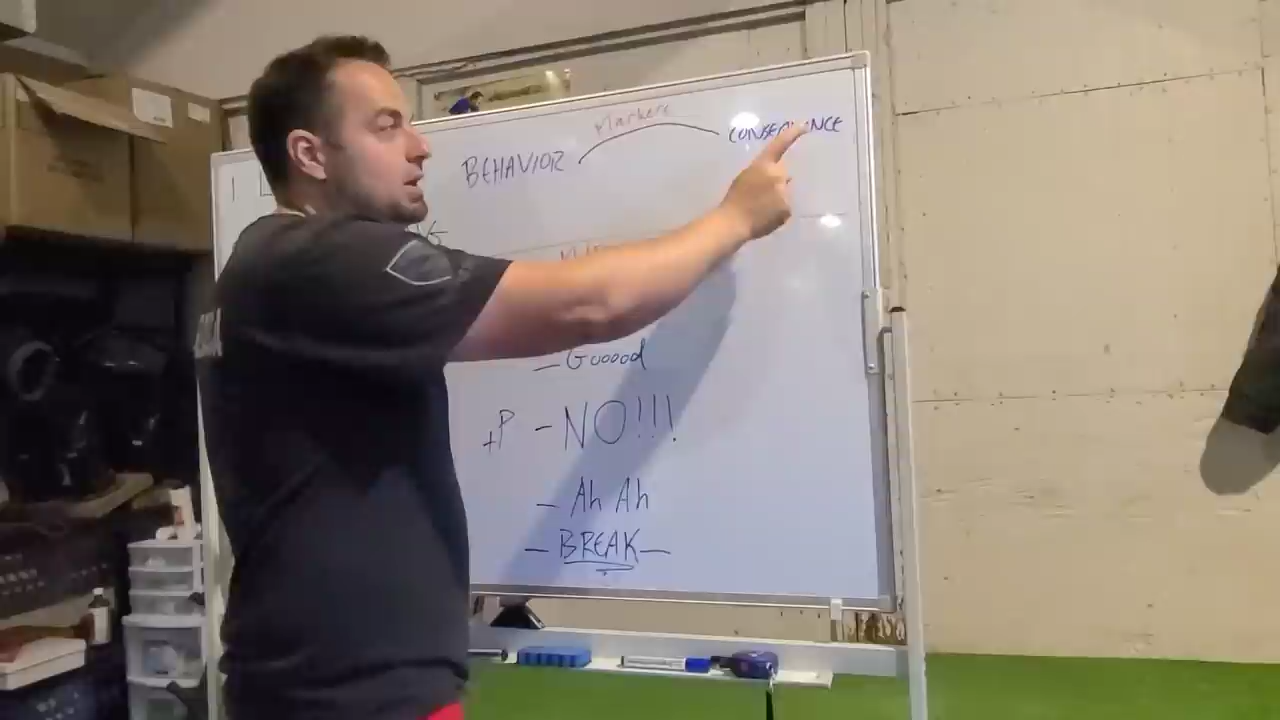 Markers
BEHAVIOR
CONSEQUENCE
— Gooood
+P – NO!!!
– Ah Ah
— BREAK —